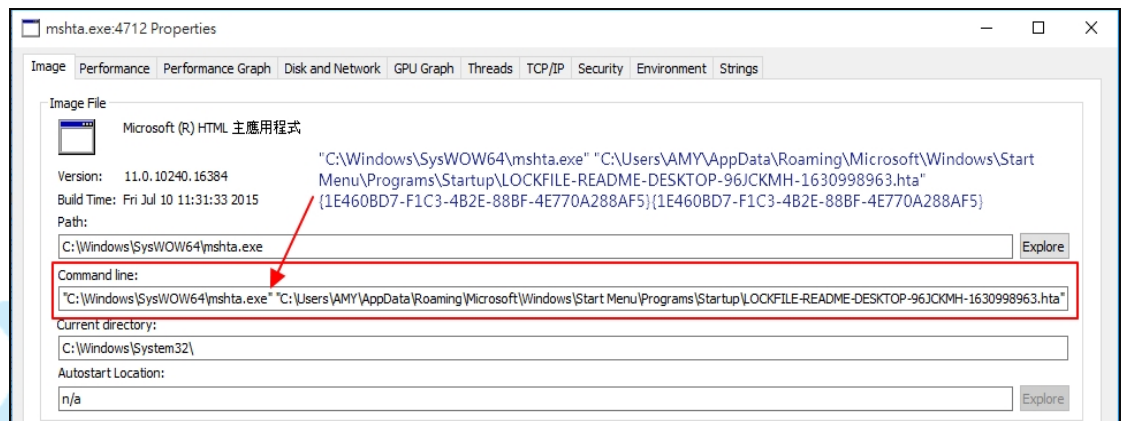 mshta.exe:4712 Properties
Image Performance Performance Graph Disk and Network GPU Graph Threads TCP/IP Security Environment Strings
Image File
Microsoft (R) HTML 主應用程式
"C:\Windows\SysWOW64\mshta.exe" "C:\Users\AMY\AppData\Roaming\Microsoft\Windows\Start
Menu\Programs\Startup\LOCKFILE-README-DESKTOP-96JCKMH-1630998963.hta"
{1E460BD7-F1C3-4B2E-88BF-4E770A288AF5}{1E460BD7-F1C3-4B2E-88BF-4E770A288AF5}
Version: 11.0.10240.16384
Build Time: Fri Jul 10 11:31:33 2015
Path:
C:\Windows\SysWOW64\mshta.exe Explore
Command line:
"C:\Windows\SysWOW64\mshta.exe" "C:\Users\AMY\AppData\Roaming\Microsoft\Windows\Start Menu\Programs\Startup\LOCKFILE-README-DESKTOP-96JCKMH-1630998963.hta"
Current directory:
C:\Windows\System32\
Autostart Location:
n/a Explore